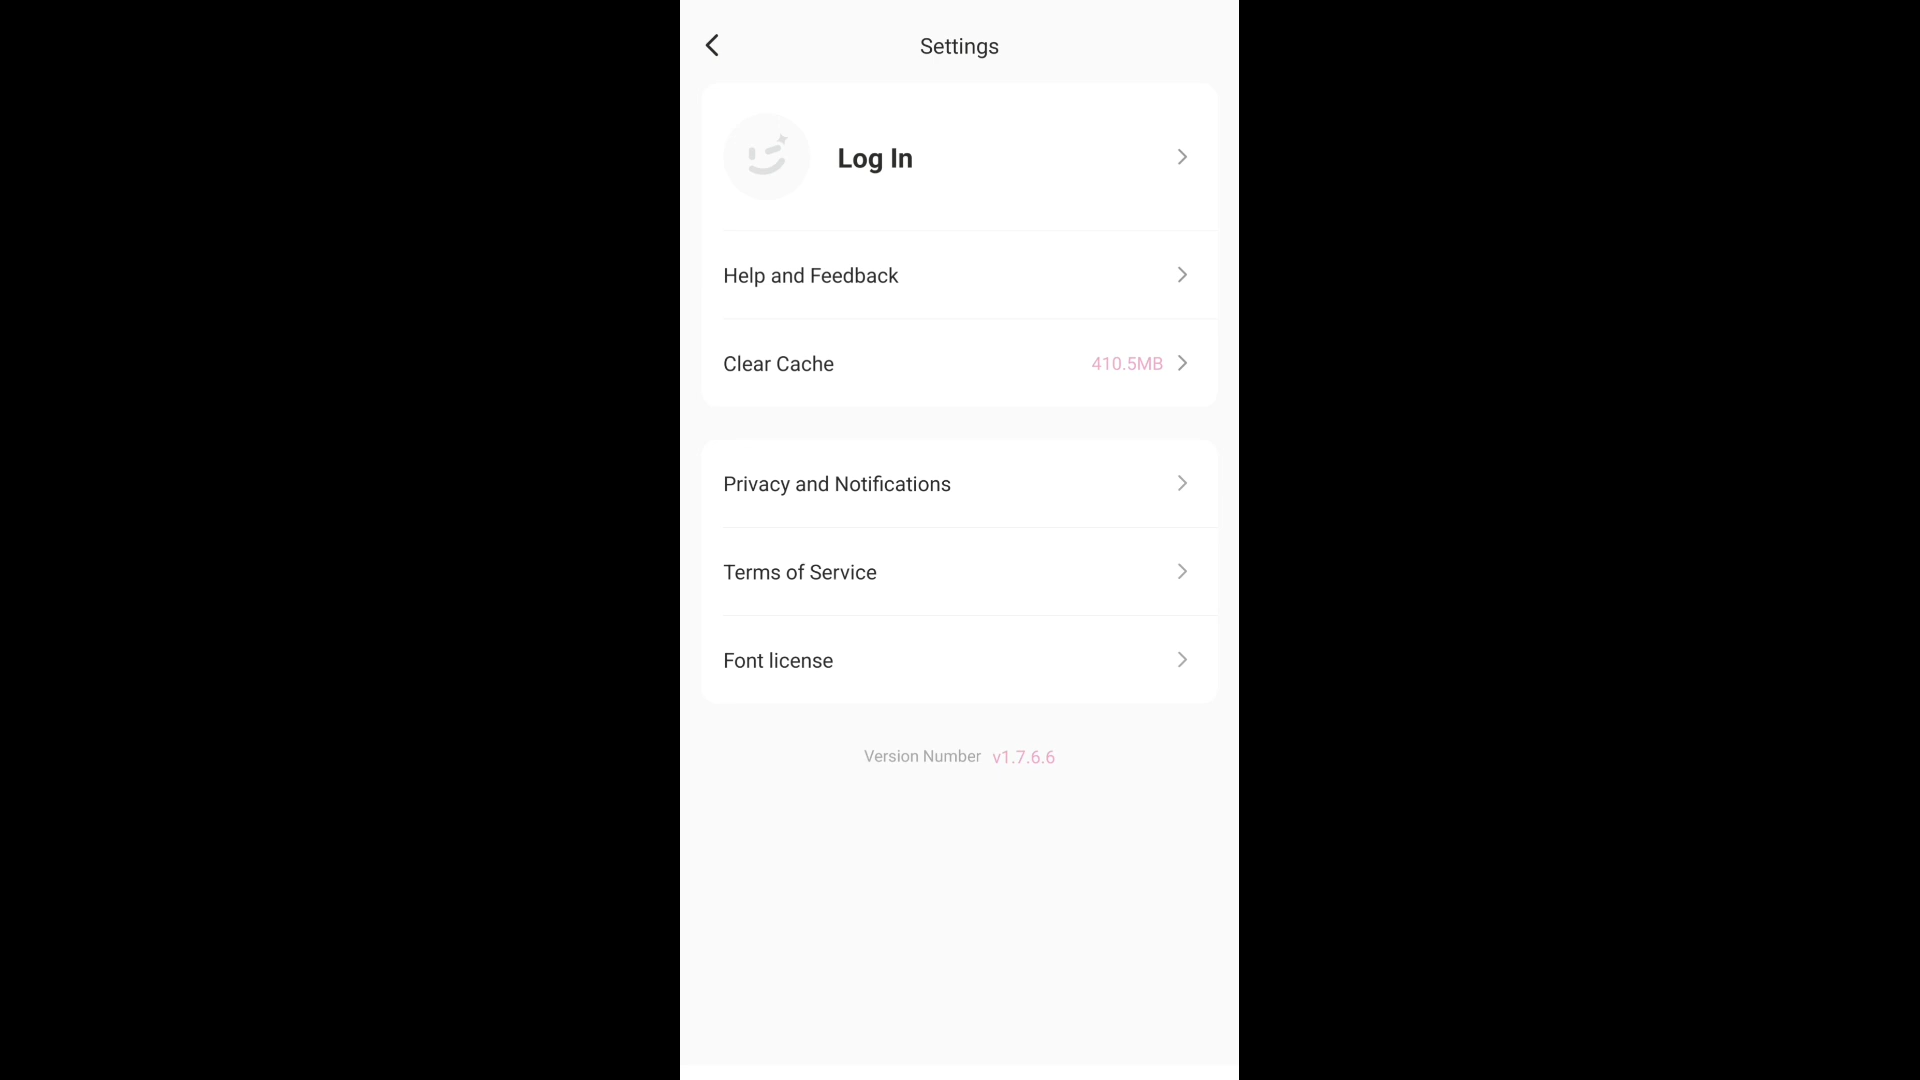 Settings
Log In
Help and Feedback
Clear Cache 410.5MB
Privacy and Notifications
Terms of Service
Font license
Version Number v1.7.6.6